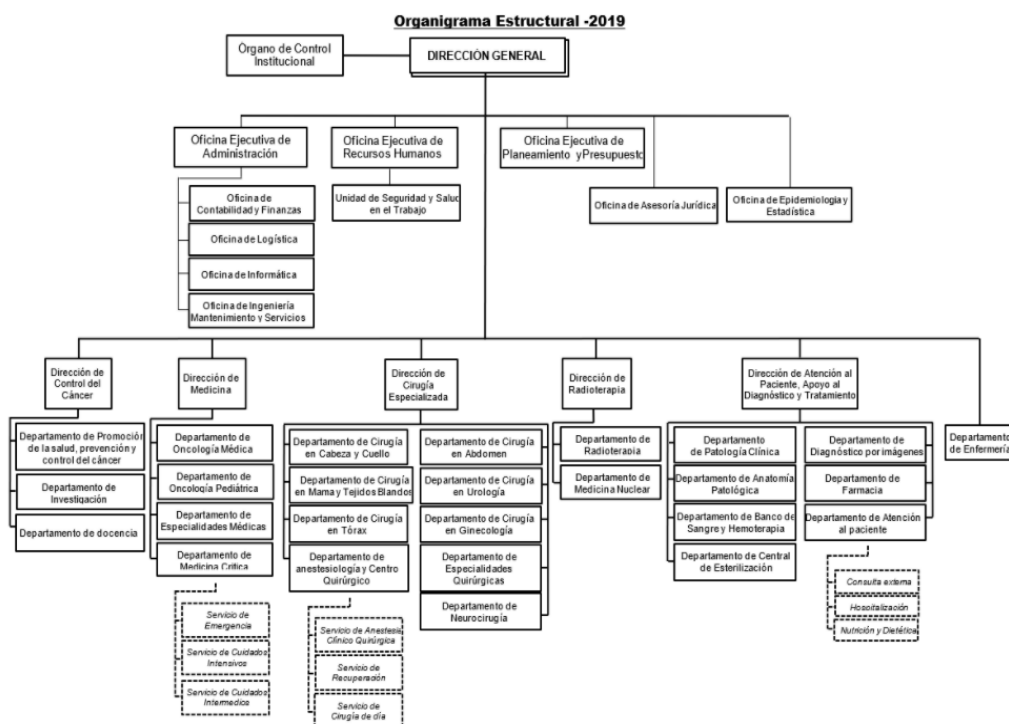 Organigrama Estructural -2019
Órgano de Control
Institucional
DIRECCIÓN GENERAL
Oficina Ejecutiva de
Administración
Oficina Ejecutiva de
Recursos Humanos
Oficina Ejecutiva de
Planeamiento yPresupuesto
Oficina de
Contabilidad y Finanzas
Oficina de Logística
Oficina de Informática
Oficina de Ingeniería
Mantenimiento y Servicios
Unidad de Seguridad y Salud
en el Trabajo
Oficina de Asesoría Jurídica
Oficina de Epidemiología y
Estadística
Dirección de
Control del
Cáncer
Dirección de
Medicina
Dirección de
Cirugía
Especializada
Dirección de
Radioterapia
Dirección de Atención al
Paciente, Apoyo al
Diagnóstico y Tratamiento
Departamento de Promoción
de la salud, prevención y
control del cáncer
Departamento de
Investigación
Departamento de docencia
Departamento de
Oncología Médica
Departamento de
Oncología Pediátrica
Departamento de
Especialidades Médicas
Departamento de
Medicina Crítica
Servicio de
Emergencia
Servicio de Cuidados
Intensivos
Servicio de Cuidados
Intermedios
Departamento de Cirugía
en Cabeza y Cuello
Departamento de Cirugía
en Mama y Tejidos Blandos
Departamento de Cirugía
en Tórax
Departamento de
anestesiología y Centro
Quirúrgico
Servicio de Anestesia
Clínico Quirúrgica
Servicio de
Recuperación
Servicio de
Cirugía de día
Departamento de Cirugía
en Abdomen
Departamento de Cirugía
en Urología
Departamento de Cirugía
en Ginecología
Departamento de
Especialidades
Quirúrgicas
Departamento de
Neurocirugía
Departamento de
Radioterapia
Departamento
de Medicina Nuclear
Departamento
de Patología Clínica
Departamento de Anatomía
Patológica
Departamento de Banco de
Sangre y Hemoterapia
Departamento de Central
de Esterilización
Departamento de
Diagnóstico por imágenes
Departamento de
Farmacia
Departamento de Atención
al paciente
Consulta externa
Hospitalización
Nutrición y Dietética
Departamento
de Enfermería